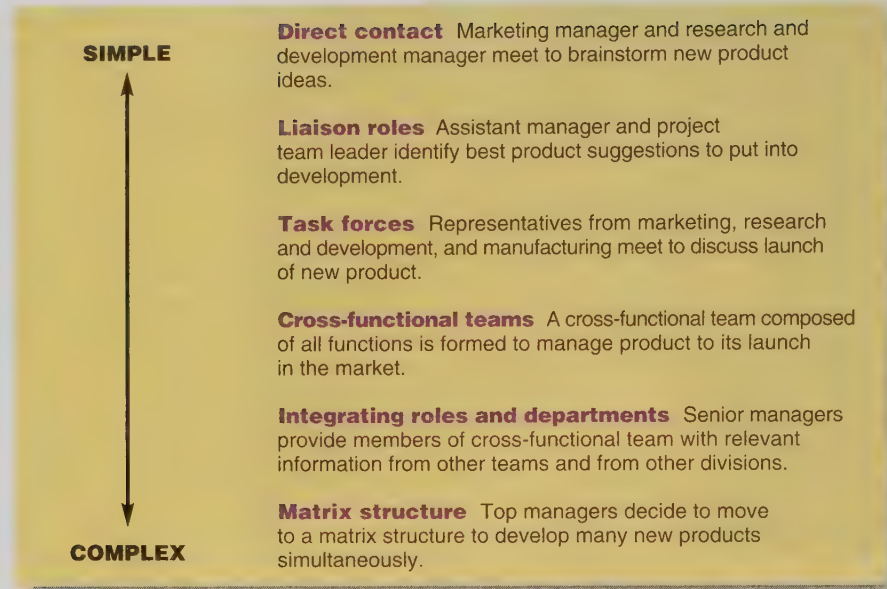 SIMPLE
Direct contact Marketing manager and research and
development manager meet to brainstorm new product
ideas.
Liaison roles Assistant manager and project
team leader identify best product suggestions to put into
development.
Task forces Representatives from marketing, research
and development, and manufacturing meet to discuss launch
of new product.
Cross-functional teams A cross-functional team composed
of all functions is formed to manage product to its launch
in the market.
Integrating roles and departments Senior managers
provide members of cross-functional team with relevant
information from other teams and from other divisions.
Matrix structure Top managers decide to move
to a matrix structure to develop many new products
simultaneously.
COMPLEX